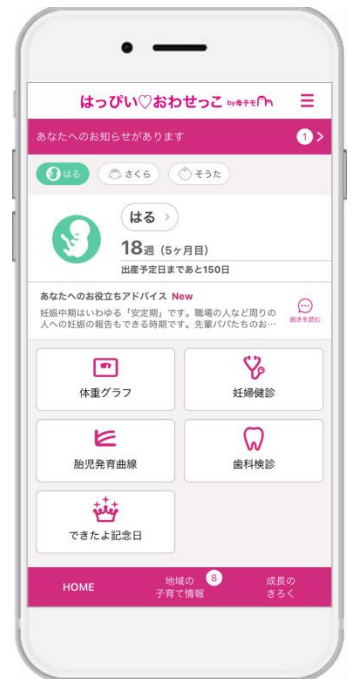 はっぴい♡おわせっこ by母子モ
あなたへのお知らせがあります 1
はる さくら そうた
はる
18週 (5ヶ月目)
出産予定日まであと150日
あなたへのお役立ちアドバイス New
妊娠中期はいわゆる「安定期」です。職場の人など周りの
人への妊娠の報告もできる時期です。先輩パパたちのお…
続きを読む
体重グラフ 妊婦健診
胎児発育曲線 歯科検診
できたよ記念日
HOME
地域の
子育て情報
8
成長の
きろく